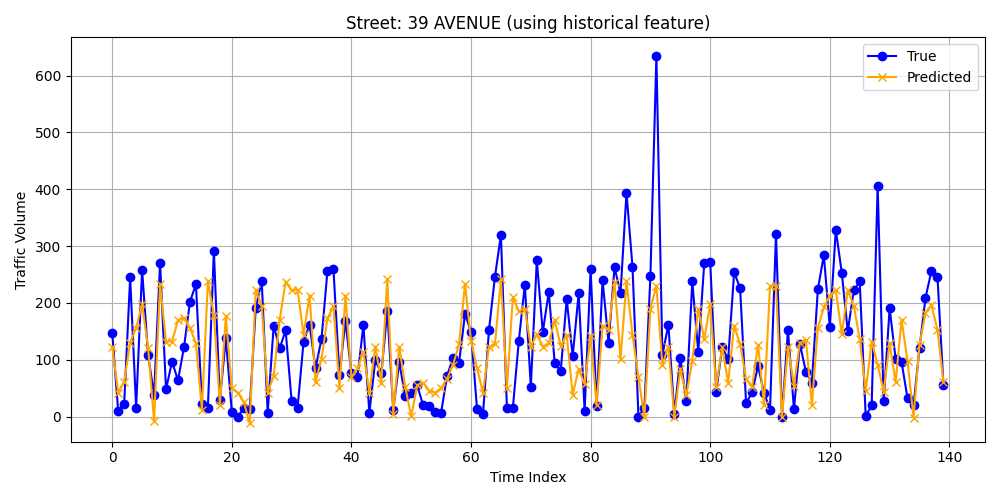 Street: 39 AVENUE (using historical feature)
True
Predicted
Traffic Volume
600
500
400
300
200
100
0
0 20 40 60 80 100 120 140
Time Index